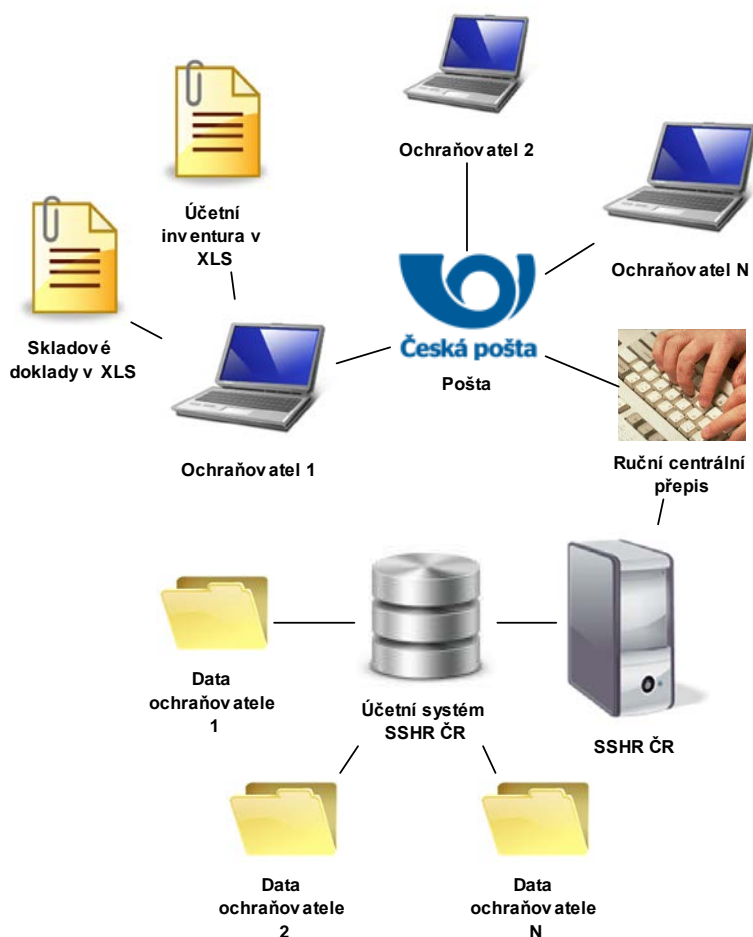 Ochraňovatel 2
Účetní
inventura v
XLS
Ochraňovatel N
Skladové
doklady v XLS
Česká pošta
Pošta
Ochraňovatel 1
Ruční centrální
přepis
Data
ochraňovatele
1
Účetní systém
SSHR ČR
SSHR ČR
Data
ochraňovatele
2
Data
ochraňovatele
N